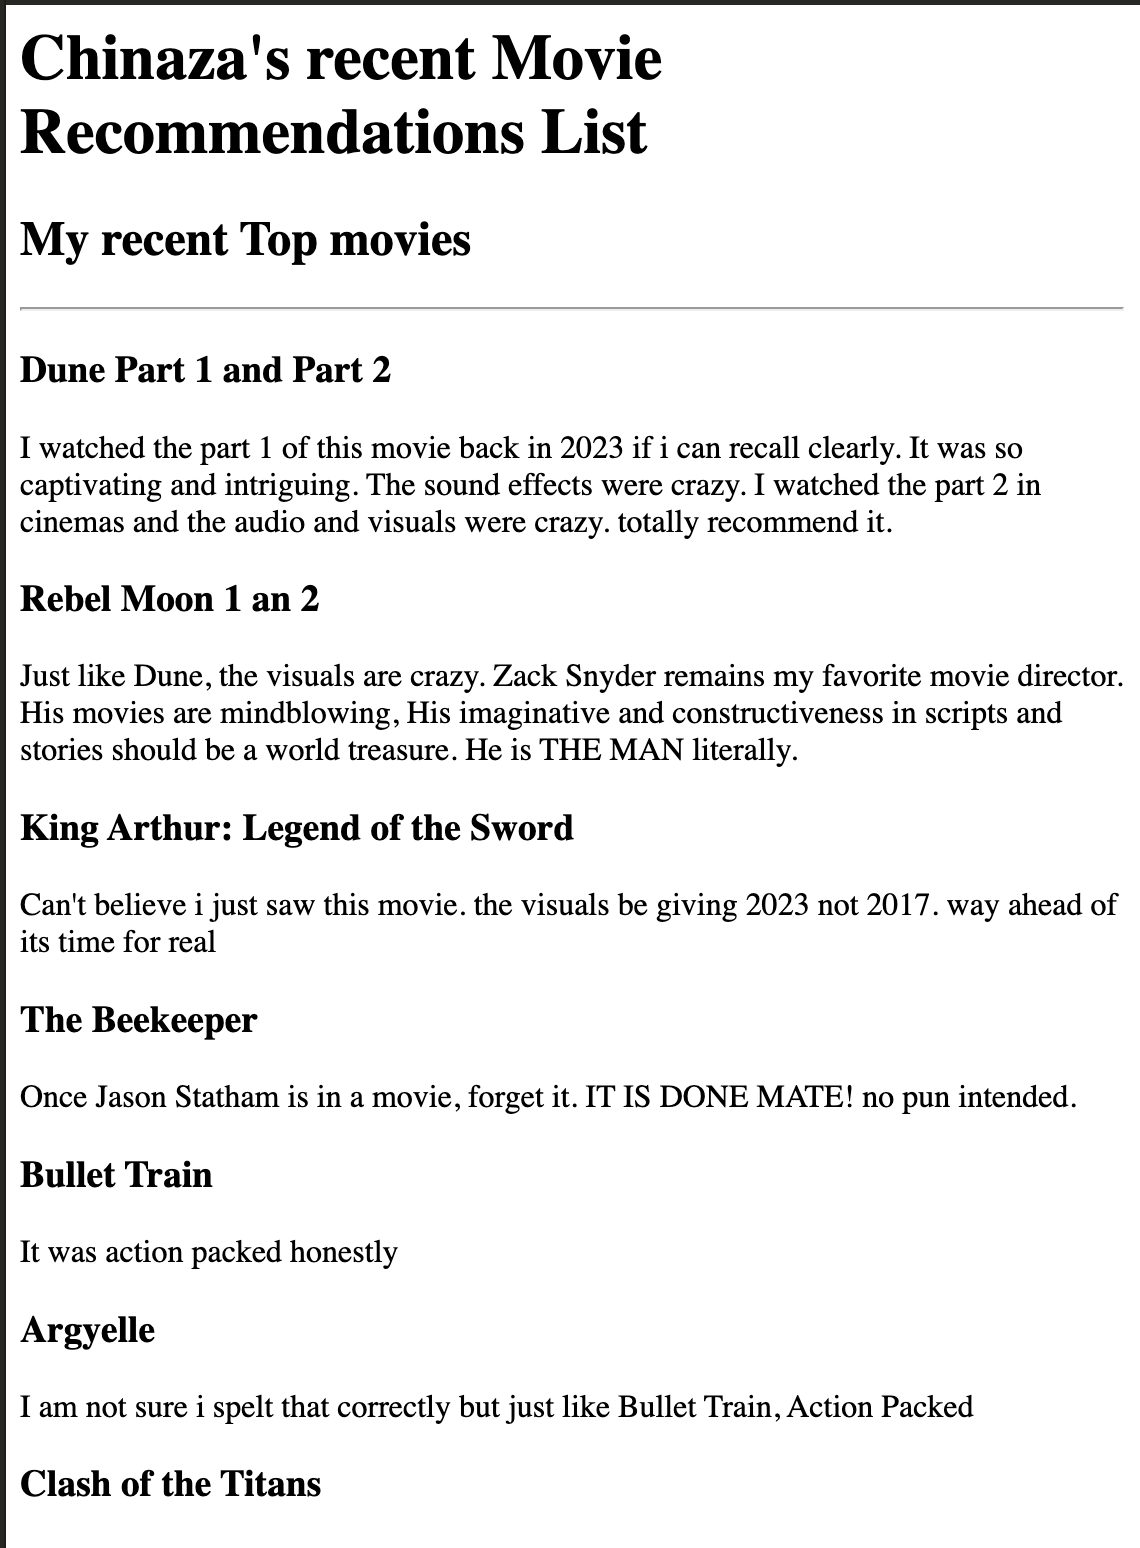 Chinaza's recent Movie
Recommendations List
My recent Top movies
Dune Part 1 and Part 2
I watched the part 1 of this movie back in 2023 if i can recall clearly. It was so
captivating and intriguing. The sound effects were crazy. I watched the part 2 in
cinemas and the audio and visuals were crazy. totally recommend it.
Rebel Moon 1 an 2
Just like Dune, the visuals are crazy. Zack Snyder remains my favorite movie director.
His movies are mindblowing, His imaginative and constructiveness in scripts and
stories should be a world treasure. He is THE MAN literally.
King Arthur: Legend of the Sword
Can't believe i just saw this movie. the visuals be giving 2023 not 2017. way ahead of
its time for real
The Beekeeper
Once Jason Statham is in a movie, forget it. IT IS DONE MATE! no pun intended.
Bullet Train
It was action packed honestly
Argyelle
I am not sure i spelt that correctly but just like Bullet Train, Action Packed
Clash of the Titans